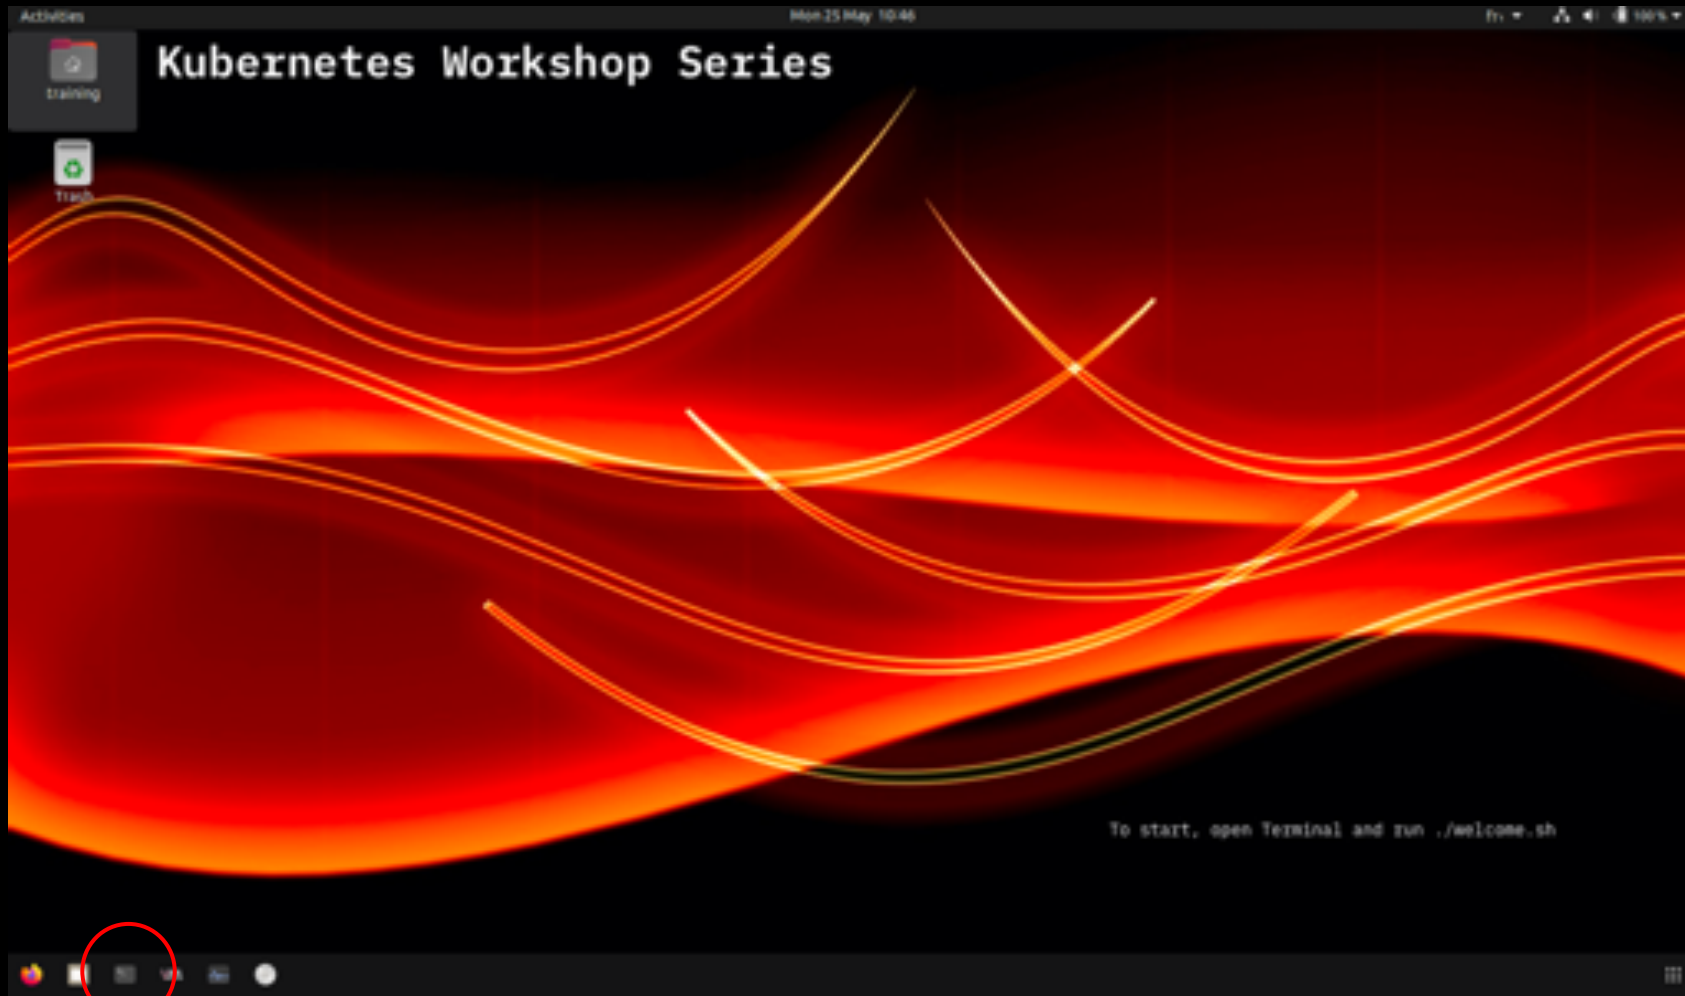 Activities
Mon 25 May 10:46
100 %
training
Kubernetes Workshop Series
Trash
To start, open Terminal and run ./welcome.sh